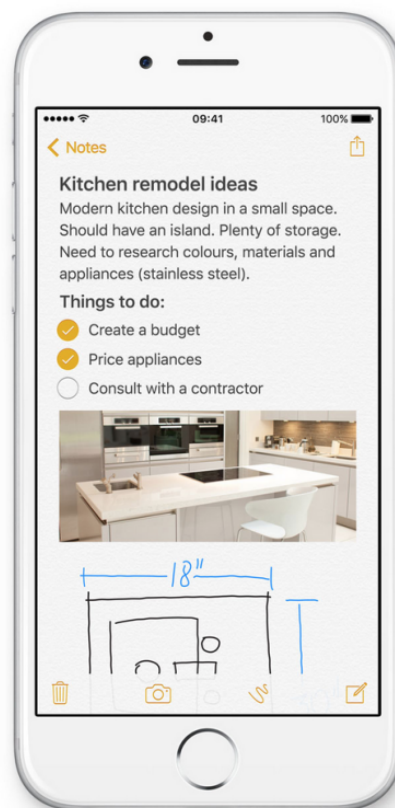 09:41
100%
Notes
Kitchen remodel ideas
Modern kitchen design in a small space.
Should have an island. Plenty of storage.
Need to research colours, materials and
appliances (stainless steel).
Things to do:
Create a budget
Price appliances
Consult with a contractor
18"